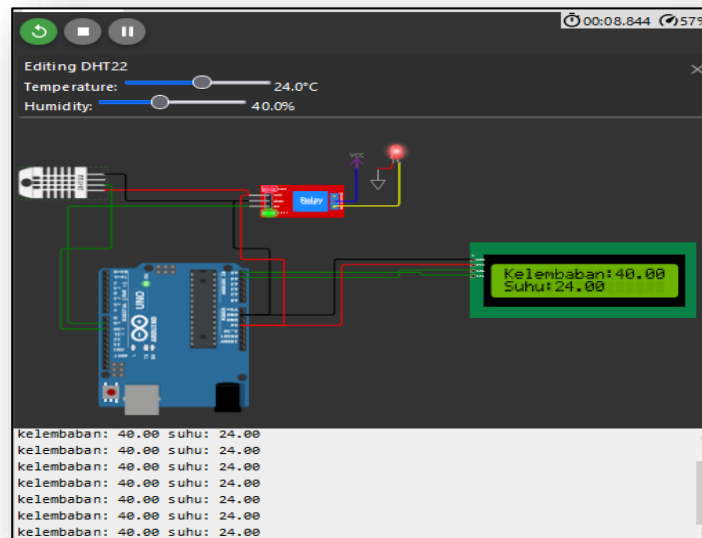 00:08.844 57%
Editing DHT22
Temperature: 24.0°C
Humidity: 40.0%
VCC
Relay
UNO
Kelembaban:40.00
Suhu:24.00
kelembaban: 40.00 suhu: 24.00
kelembaban: 40.00 suhu: 24.00
kelembaban: 40.00 suhu: 24.00
kelembaban: 40.00 suhu: 24.00
kelembaban: 40.00 suhu: 24.00
kelembaban: 40.00 suhu: 24.00
kelembaban: 40.00 suhu: 24.00